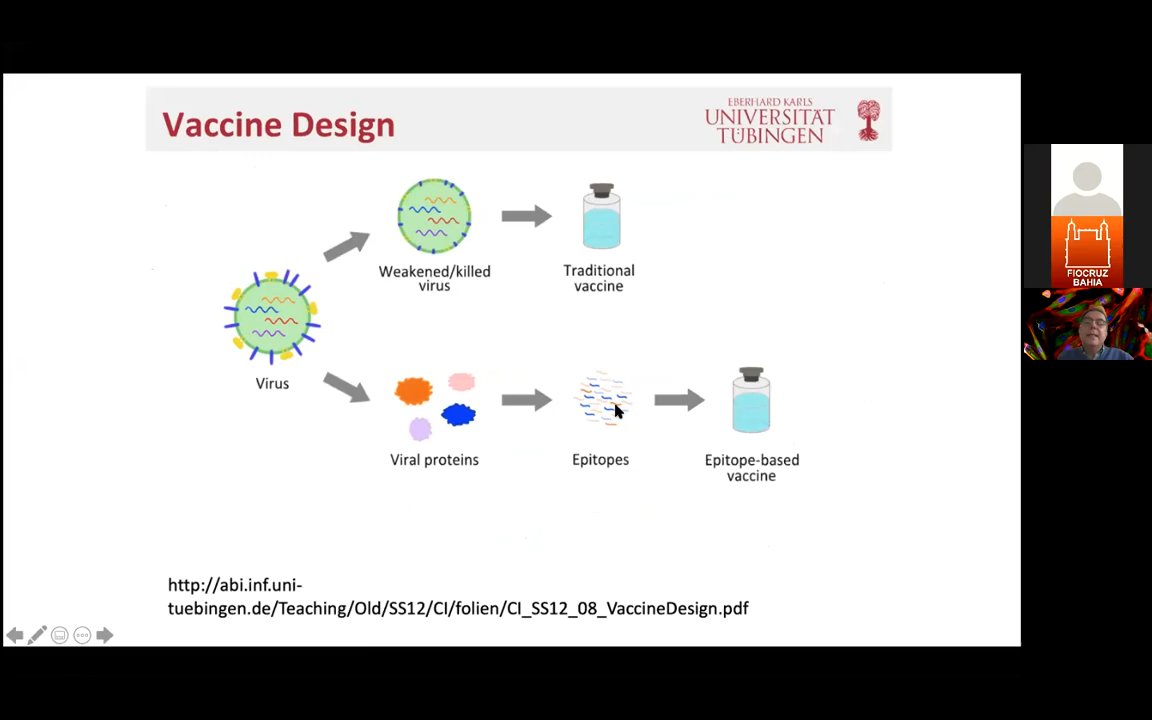 Vaccine Design
EBERHARD KARLS
UNIVERSITÄT
TÜBINGEN
Weakened/killed
virus
Traditional
vaccine
Virus
Viral proteins
Epitopes
Epitope-based
vaccine
http://abi.inf.uni-
tuebingen.de/Teaching/Old/SS12/CI/folien/CI_SS12_08_VaccineDesign.pdf
FIOCRUZ
BAHIA